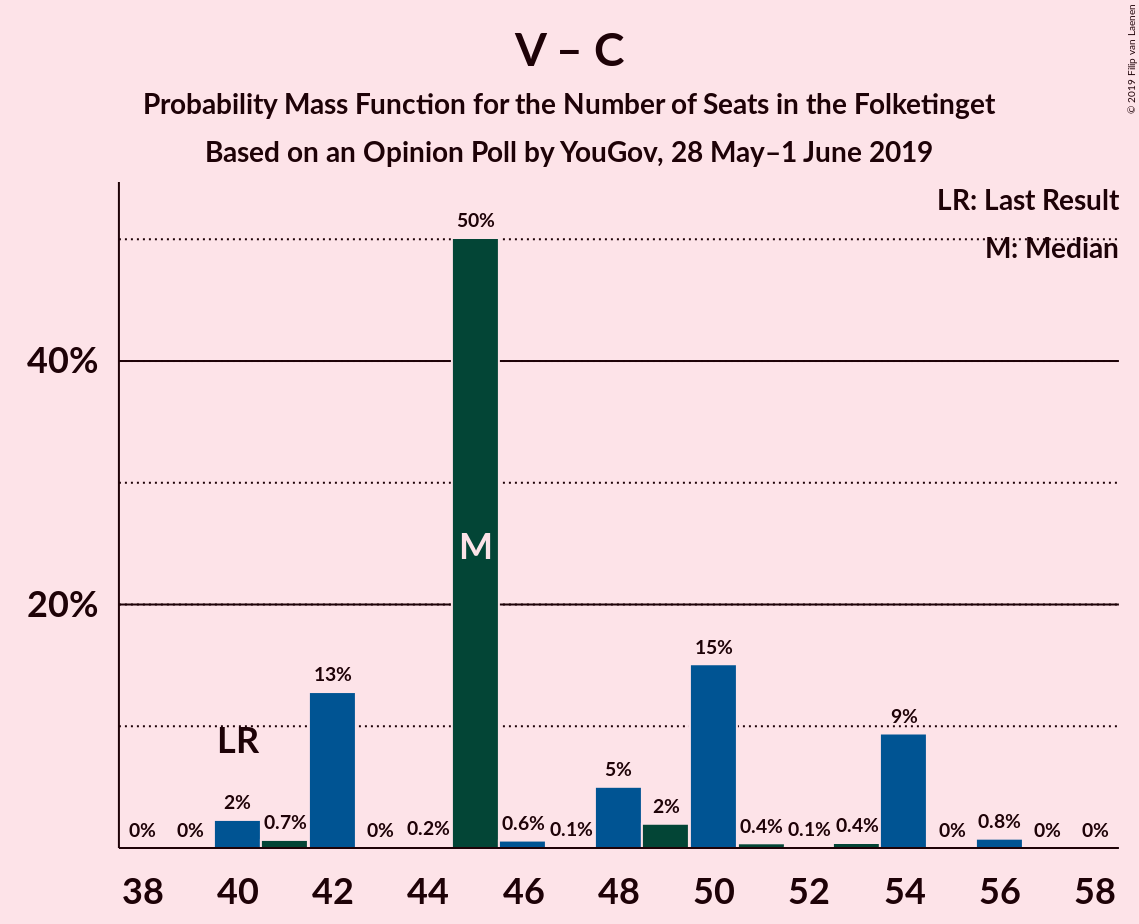 V – C
Probability Mass Function for the Number of Seats in the Folketinget
Based on an Opinion Poll by YouGov, 28 May–1 June 2019
© 2019 Filip van Laenen
LR: Last Result
M: Median
40%
20%
0%
0%
2%
0.7%
13%
0%
0.2%
50%
0.6%
0.1%
5%
2%
15%
0.4%
0.1%
0.4%
9%
0%
0.8%
0%
0%
LR
M
38 40 42 44 46 48 50 52 54 56 58